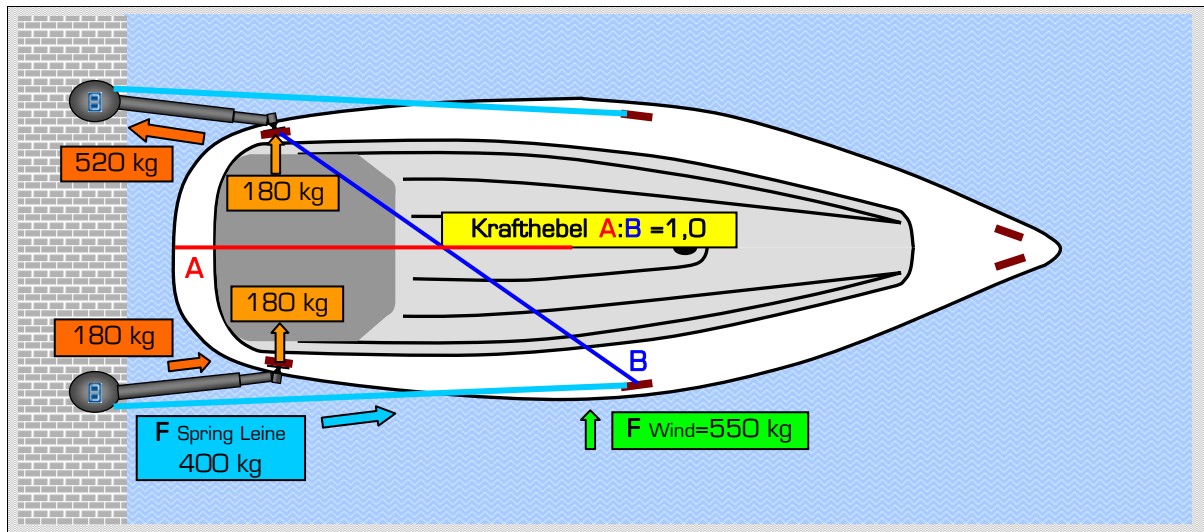 B
520 kg
180 kg
Krafthebel A:B =1,0
A
180 kg
180 kg
B
B
F Spring Leine
400 kg
F Wind=550 kg